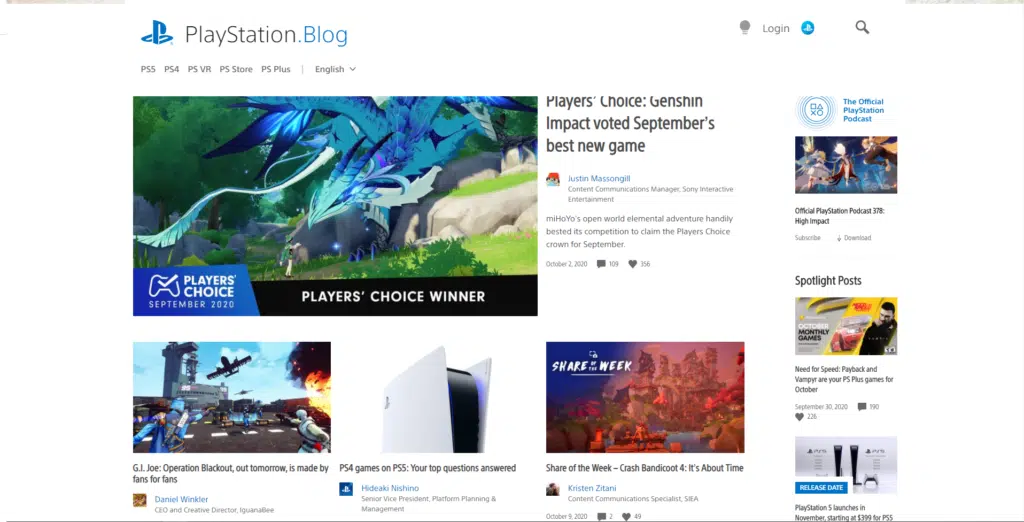 PlayStation.Blog
Login
PS5 PS4 PS VR PS Store PS Plus | English
PLAYERS' CHOICE
SEPTEMBER 2020
PLAYERS' CHOICE WINNER
Players' Choice: Genshin
Impact voted September's
best new game
Justin Massongill
Content Communications Manager, Sony Interactive
Entertainment
miHoYo's open world elemental adventure handily
bested its competition to claim the Players Choice
crown for September.
October 2, 2020 109 356
The Official
PlayStation
Podcast
Official PlayStation Podcast 378:
High Impact
Subscribe Download
Spotlight Posts
OCTOBER
MONTHLY
GAMES
Need for Speed: Payback and
Vampyr are your PS Plus games for
October
September 30, 2020 190
226
PS5
PS5
RELEASE DATE
PlayStation 5 launches in
November, starting at $399 for PS5
G.I. Joe: Operation Blackout, out tomorrow, is made by
fans for fans
Daniel Winkler
CEO and Creative Director, IguanaBee
PS4 games on PS5: Your top questions answered
Hideaki Nishino
Senior Vice President, Platform Planning &
Management
SHARE OF THE WEEK
Share of the Week – Crash Bandicoot 4: It's About Time
Kristen Zitani
Content Communications Specialist, SIEA
October 9, 2020 2 49